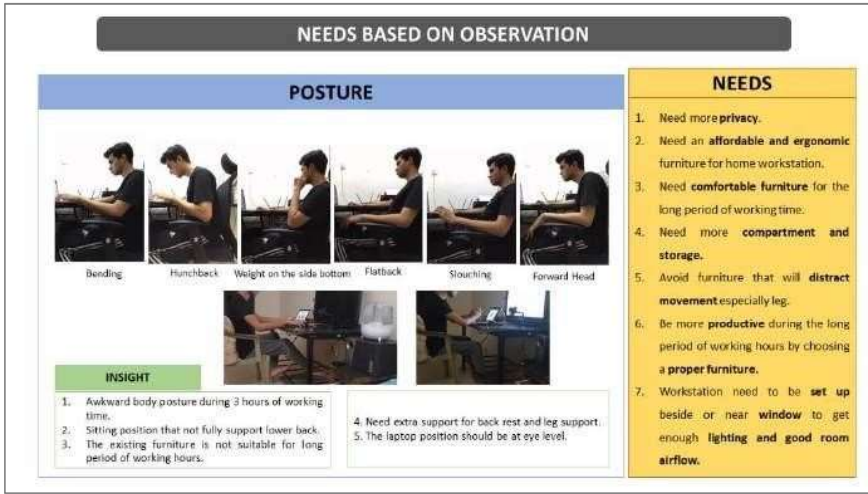 NEEDS BASED ON OBSERVATION
POSTURE
Bending
Hunchback
Weight on the side bottom
Flatback
Slouching
Forward Head
INSIGHT
1. Awkward body posture during 3 hours of working
time.
2. Sitting position that not fully support lower back.
3. The existing furniture is not suitable for long
period of working hours.
4. Need extra support for back rest and leg support.
5. The laptop position should be at eye level.
NEEDS
1. Need more privacy.
2. Need an affordable and ergonomic
furniture for home workstation.
3. Need comfortable furniture for the
long period of working time.
4. Need more compartment and
storage.
5. Avoid furniture that will distract
movement especially leg.
6. Be more productive during the long
period of working hours by choosing
a proper furniture.
7. Workstation need to be set up
beside or near window to get
enough lighting and good room
airflow.